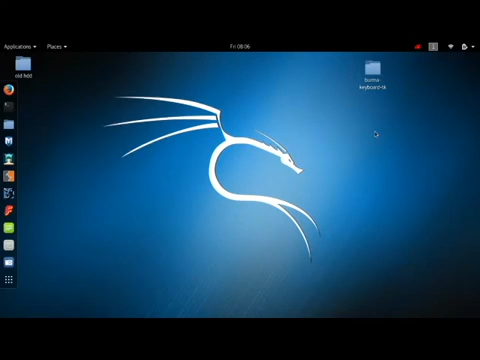 Applications Places Fri 08:06
old hdd
burma-
keyboard-tk